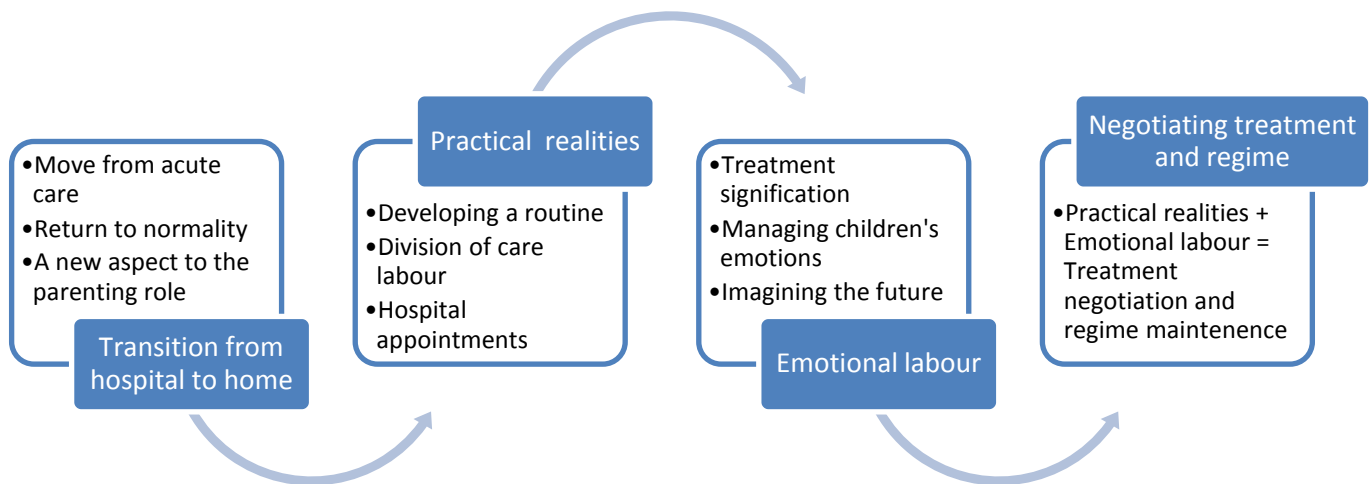 •Move from acute
care
•Return to normality
•A new aspect to the
parenting role
Transition from
hospital to home
Practical realities
•Developing a routine
•Division of care
labour
•Hospital
appointments
•Treatment
signification
•Managing children's
emotions
•Imagining the future
Emotional labour
Negotiating treatment
and regime
•Practical realities +
Emotional labour =
Treatment
negotiation and
regime maintenence